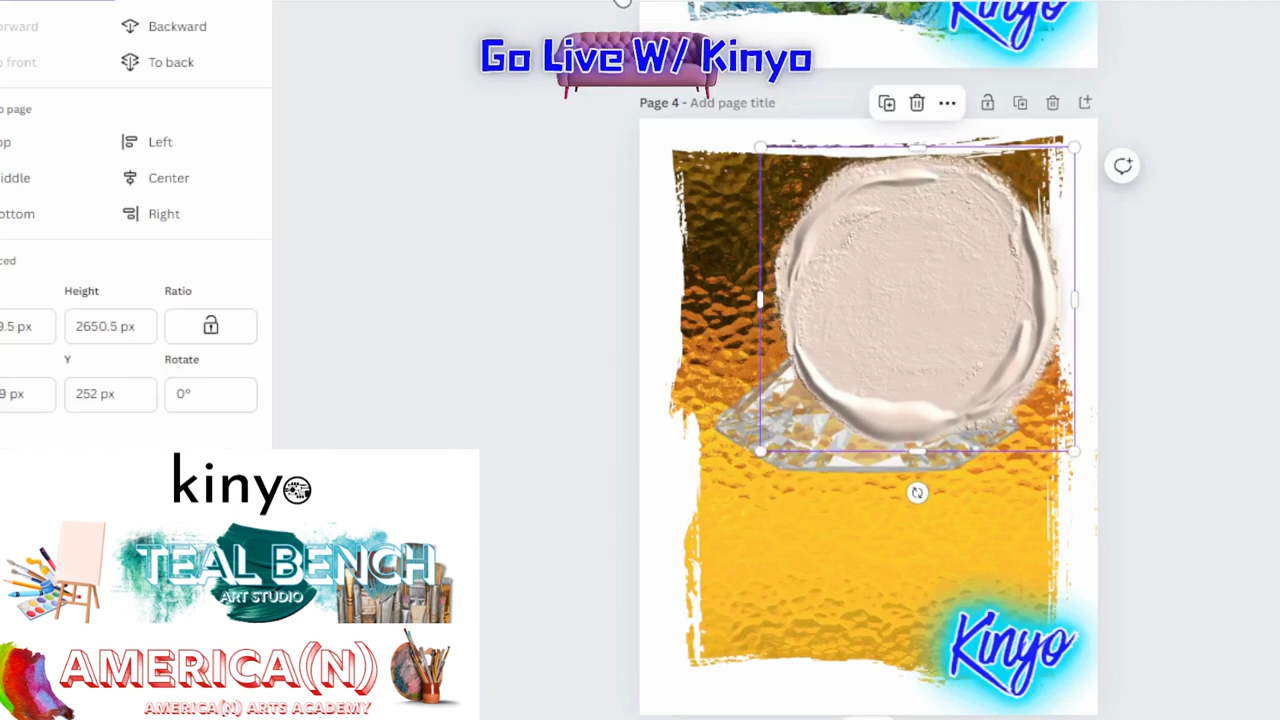 Kinyo
Go Live W/ Kinyo
orward
Backward
o front
To back
o page
op
Left
iddle
Center
ottom
Right
ced
Height
Ratio
9.5 px
2650.5 px
Y
Rotate
9 px
252 px
0°
Page 4 - Add page title
Kinyo
kinyo
TEAL BENCH
ART STUDIO
AMERICA(N)
AMERICA(N) ARTS ACADEMY